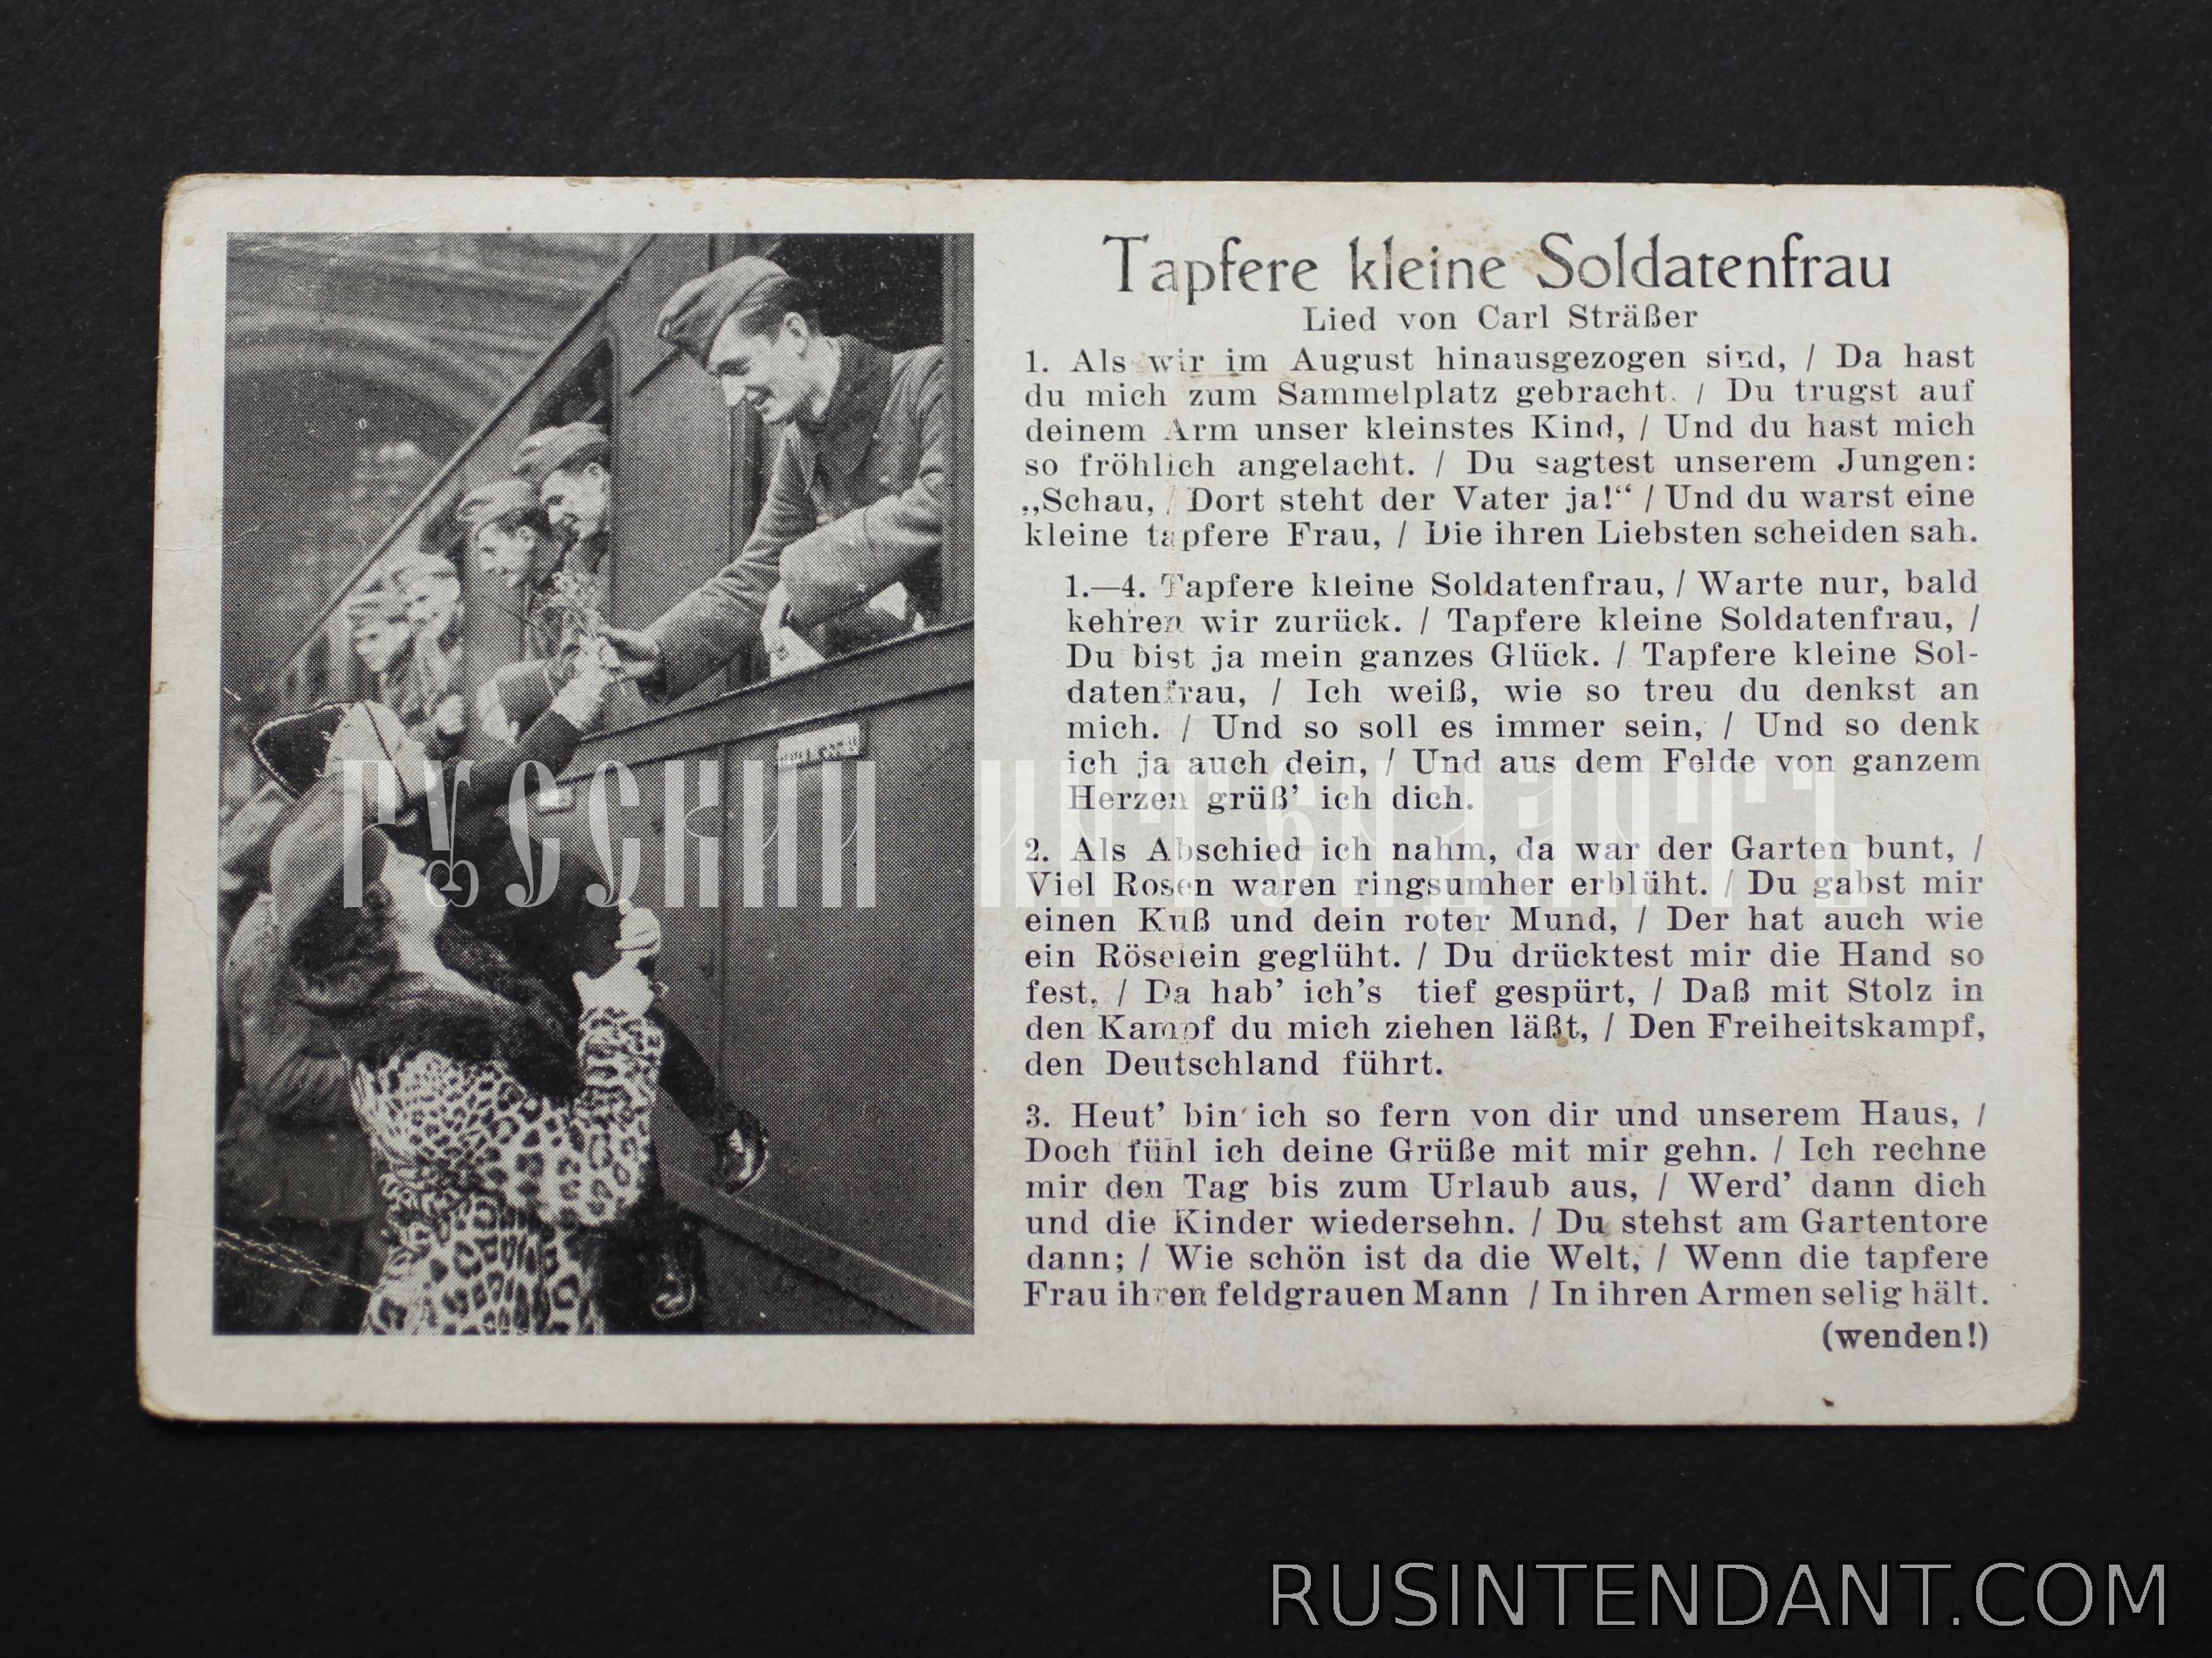 Tapfere kleine Soldatenfrau
Lied von Carl Sträßer
1. Als wir im August hinausgezogen sind, / Da hast
du mich zum Sammelplatz gebracht. / Du trugst auf
deinem Arm unser kleinstes Kind, / Und du hast mich
so fröhlich angelacht. / Du sagtest unserem Jungen:
„Schau, / Dort steht der Vater ja!“ / Und du warst eine
kleine tapfere Frau, / Die ihren Liebsten scheiden sah.
1.—4. Tapfere kleine Soldatenfrau, / Warte nur, bald
kehren wir zurück. / Tapfere kleine Soldatenfrau, /
Du bist ja mein ganzes Glück. / Tapfere kleine Sol-
datenfrau, / Ich weiß, wie so treu du denkst an
mich. / Und so soll es immer sein, / Und so denk
ich ja auch dein, / Und aus dem Felde von ganzem
Herzen grüß’ ich dich.
РУССКИЙ ИНТЕНДАНТЪ
2. Als Abschied ich nahm, da war der Garten bunt, /
Viel Rosen waren ringsumher erblüht. / Du gabst mir
einen Kuß und dein roter Mund, / Der hat auch wie
ein Röselein geglüht. / Du drücktest mir die Hand so
fest, / Da hab’ ich’s tief gespürt, / Daß mit Stolz in
den Kampf du mich ziehen läßt, / Den Freiheitskampf,
den Deutschland führt.
3. Heut’ bin ich so fern von dir und unserem Haus, /
Doch fühl ich deine Grüße mit mir gehn. / Ich rechne
mir den Tag bis zum Urlaub aus, / Werd’ dann dich
und die Kinder wiedersehn. / Du stehst am Gartentore
dann; / Wie schön ist da die Welt, / Wenn die tapfere
Frau ihren feldgrauen Mann / In ihren Armen selig hält.
(wenden!)
RUSINTENDANT.COM